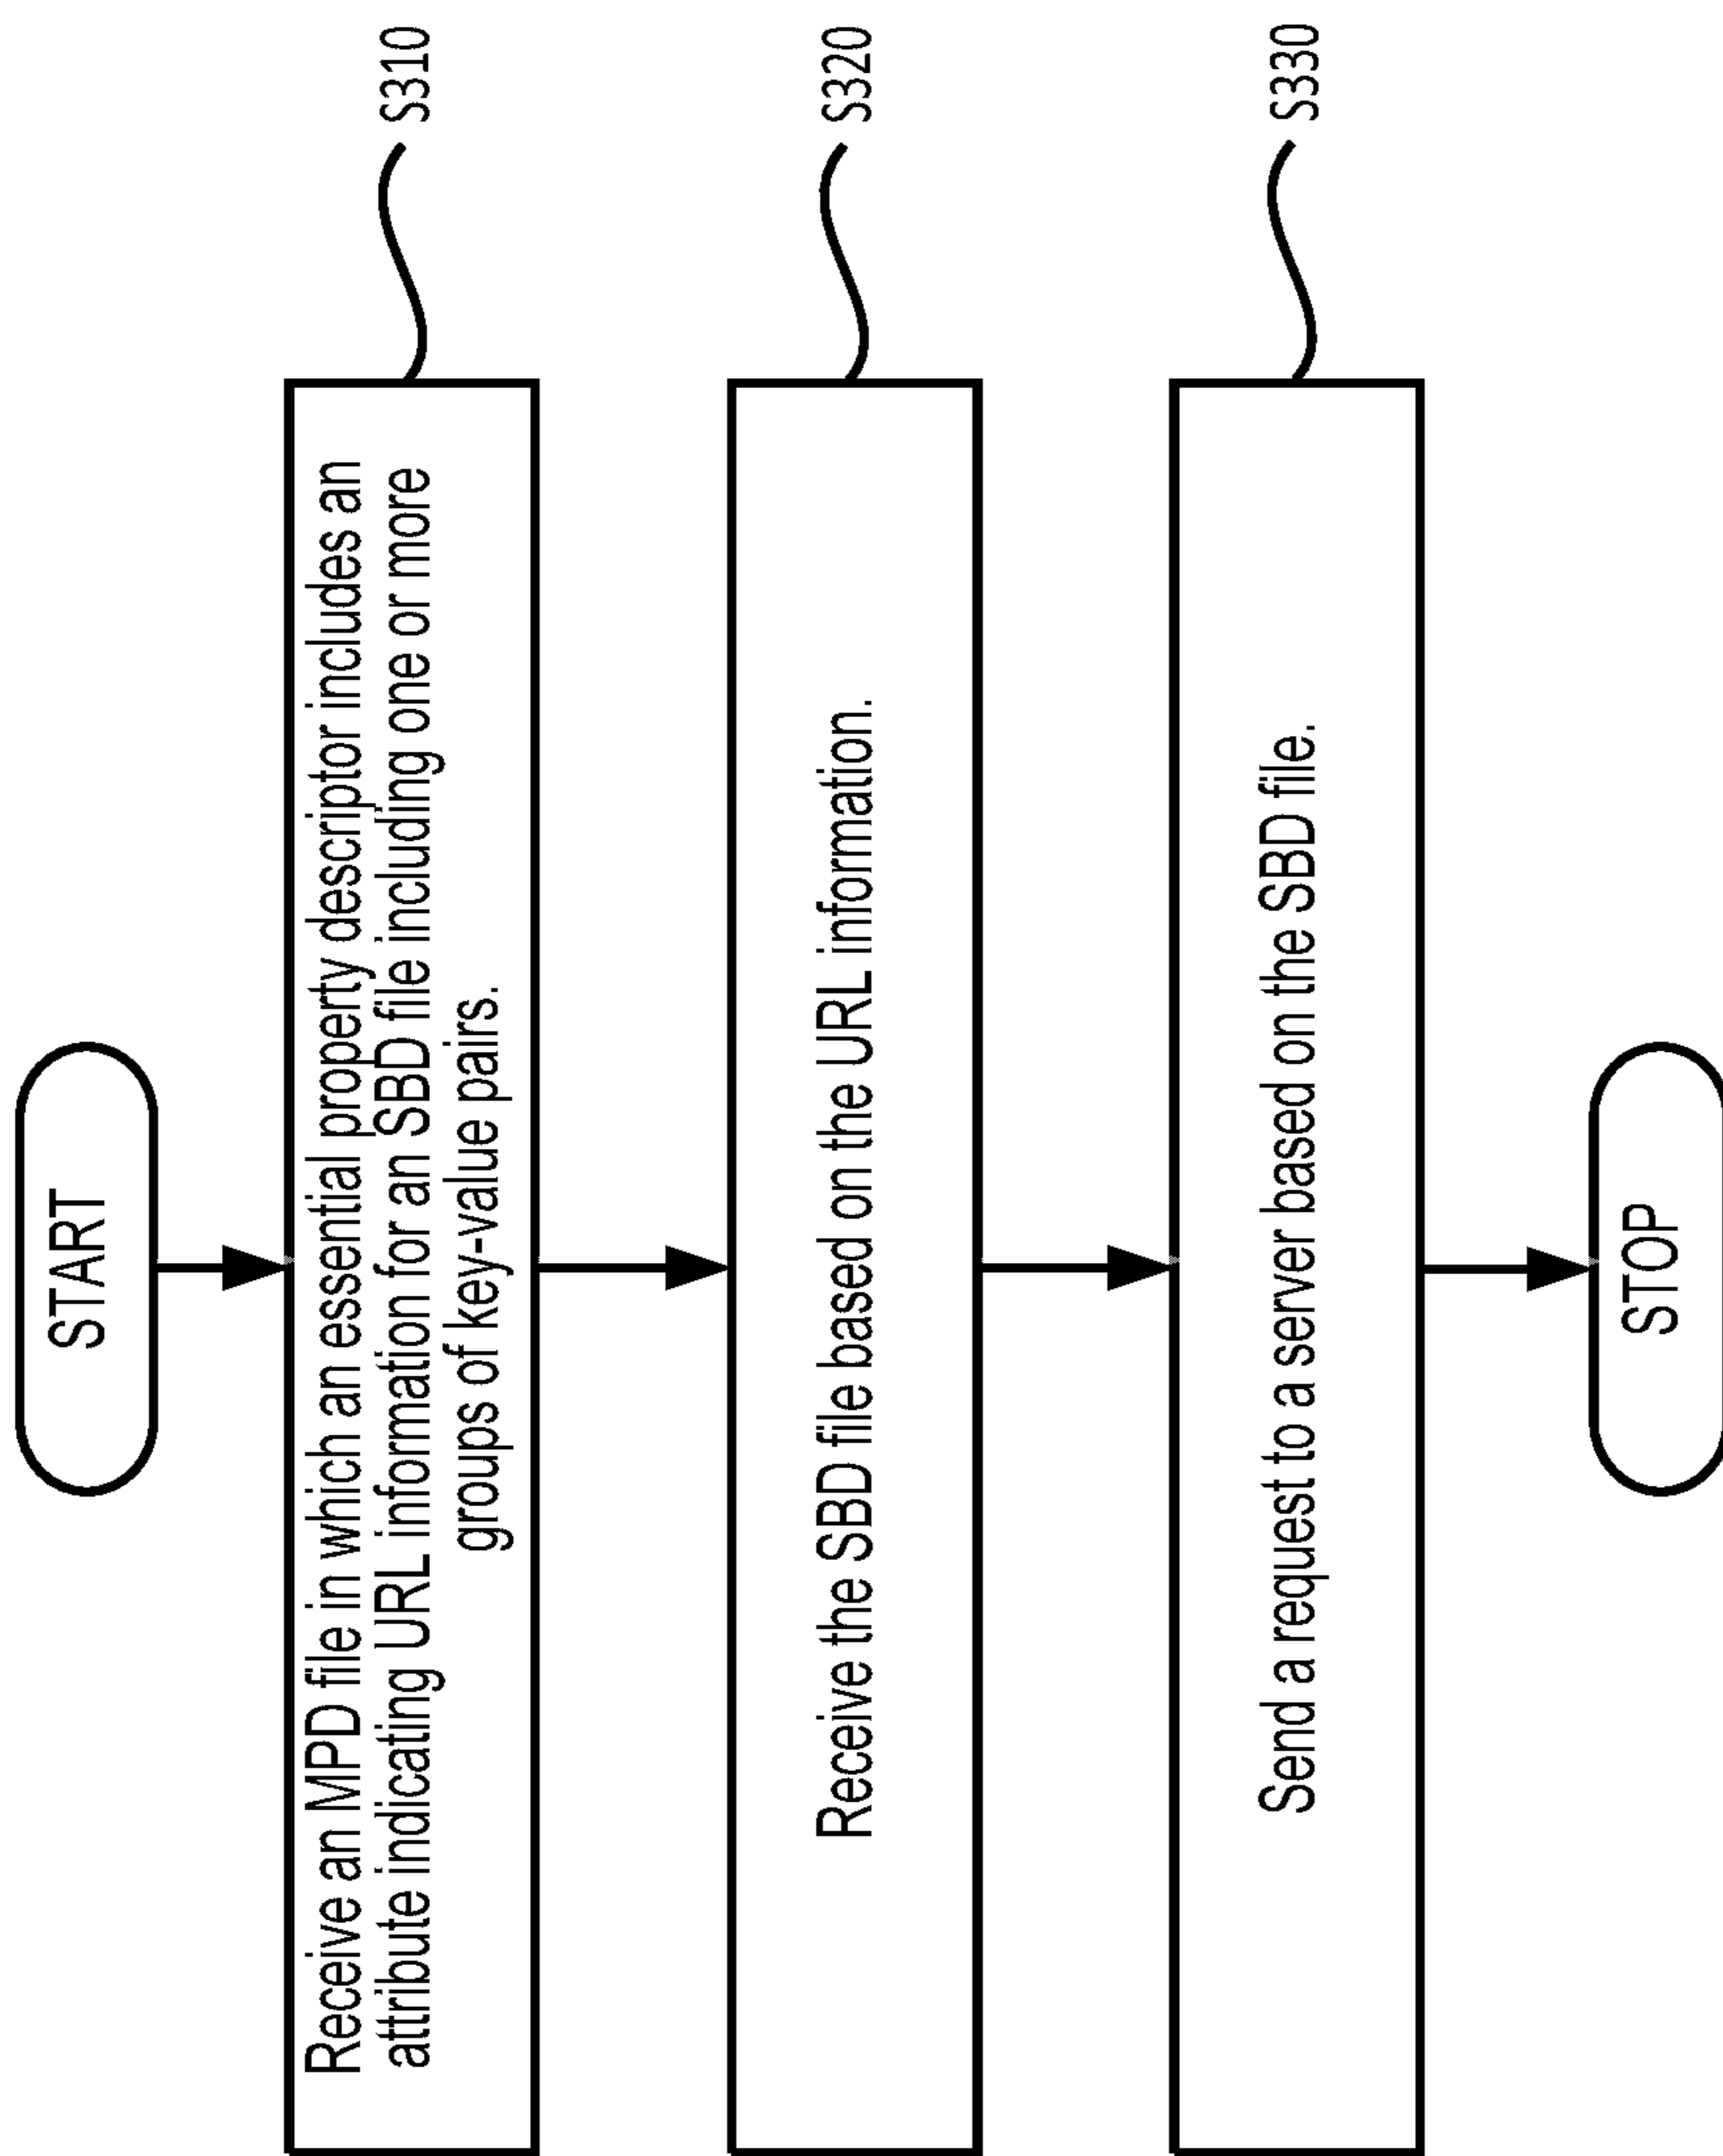 START
Receive an MPD file in which an essential property descriptor includes an
attribute indicating URL information for an SBD file including one or more
groups of key-value pairs.
S310
Receive the SBD file based on the URL information.
S320
Send a request to a server based on the SBD file.
S330
STOP